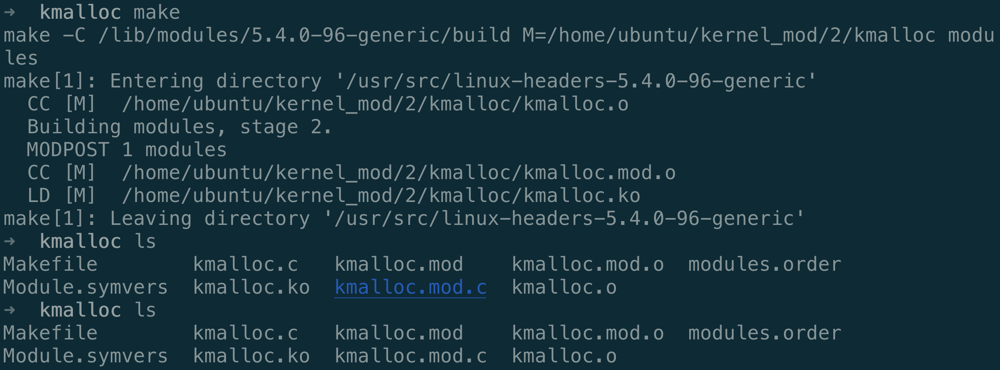 →  kmalloc make
make -C /lib/modules/5.4.0-96-generic/build M=/home/ubuntu/kernel_mod/2/kmalloc modu
les
make[1]: Entering directory '/usr/src/linux-headers-5.4.0-96-generic'
  CC [M]  /home/ubuntu/kernel_mod/2/kmalloc/kmalloc.o
  Building modules, stage 2.
  MODPOST 1 modules
  CC [M]  /home/ubuntu/kernel_mod/2/kmalloc/kmalloc.mod.o
  LD [M]  /home/ubuntu/kernel_mod/2/kmalloc/kmalloc.ko
make[1]: Leaving directory '/usr/src/linux-headers-5.4.0-96-generic'
→  kmalloc ls
Makefile        kmalloc.c   kmalloc.mod    kmalloc.mod.o  modules.order
Module.symvers  kmalloc.ko  kmalloc.mod.c  kmalloc.o
→  kmalloc ls
Makefile        kmalloc.c   kmalloc.mod    kmalloc.mod.o  modules.order
Module.symvers  kmalloc.ko  kmalloc.mod.c  kmalloc.o